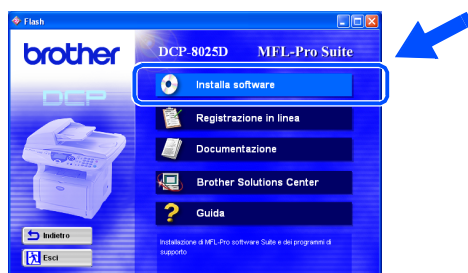 Flash
brother
DCP-8025D MFL-Pro Suite
DCP
Installa software
Registrazione in linea
Documentazione
Brother Solutions Center
Guida
Indietro
Esci
Installazione di MFL-Pro software Suite e dei programmi di
supporto